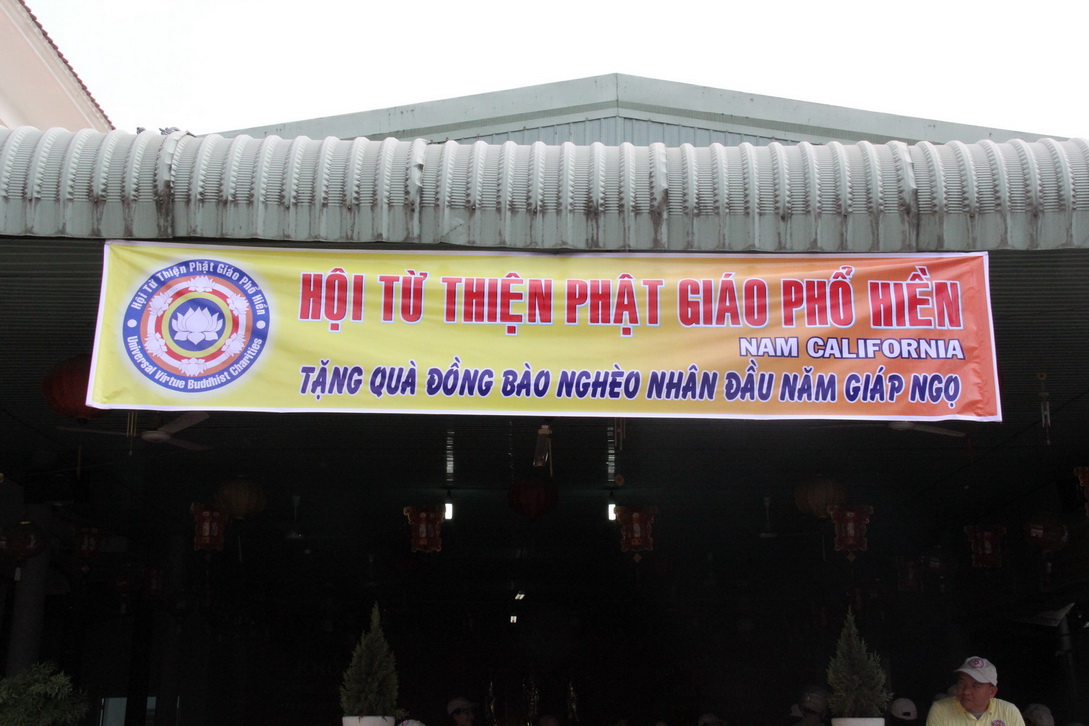 Hội Từ Thiện Phật Giáo Phổ Hiền
Universal Virtue Buddhist Charities
HỘI TỪ THIỆN PHẬT GIÁO PHỔ HIỀN
NAM CALIFORNIA
TẶNG QUÀ ĐỒNG BÀO NGHÈO NHÂN ĐẦU NĂM GIÁP NGỌ